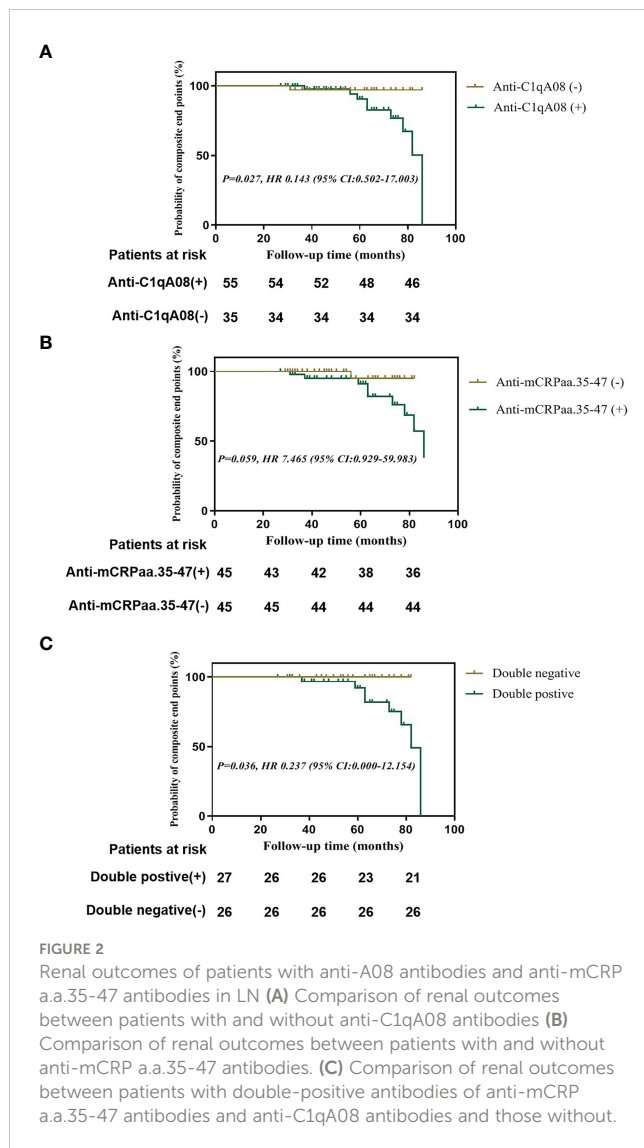 A
Probability of composite end points (%)
100
50
0
0 20 40 60 80 100
Anti-C1qA08 (-)
Anti-C1qA08 (+)
P=0.027, HR 0.143 (95% CI:0.502-17.003)
Patients at risk
Follow-up time (months)
Anti-C1qA08(+) 55 54 52 48 46
Anti-C1qA08(-) 35 34 34 34 34
B
Probability of composite end points (%)
100
50
0
0 20 40 60 80 100
Anti-mCRPaa.35-47 (-)
Anti-mCRPaa.35-47 (+)
P=0.059, HR 7.465 (95% CI:0.929-59.983)
Follow-up time (months)
Patients at risk
Anti-mCRPaa.35-47(+) 45 43 42 38 36
Anti-mCRPaa.35-47(-) 45 45 44 44 44
C
Probability of composite end points (%)
100
50
0
0 20 40 60 80 100
Double negative
Double postive
P=0.036, HR 0.237 (95% CI:0.000-12.154)
Follow-up time (months)
Patients at risk
Double postive(+) 27 26 26 23 21
Double negative(-) 26 26 26 26 26
FIGURE 2
Renal outcomes of patients with anti-A08 antibodies and anti-mCRP
a.a.35-47 antibodies in LN (A) Comparison of renal outcomes
between patients with and without anti-C1qA08 antibodies (B)
Comparison of renal outcomes between patients with and without
anti-mCRP a.a.35-47 antibodies. (C) Comparison of renal outcomes
between patients with double-positive antibodies of anti-mCRP
a.a.35-47 antibodies and anti-C1qA08 antibodies and those without.